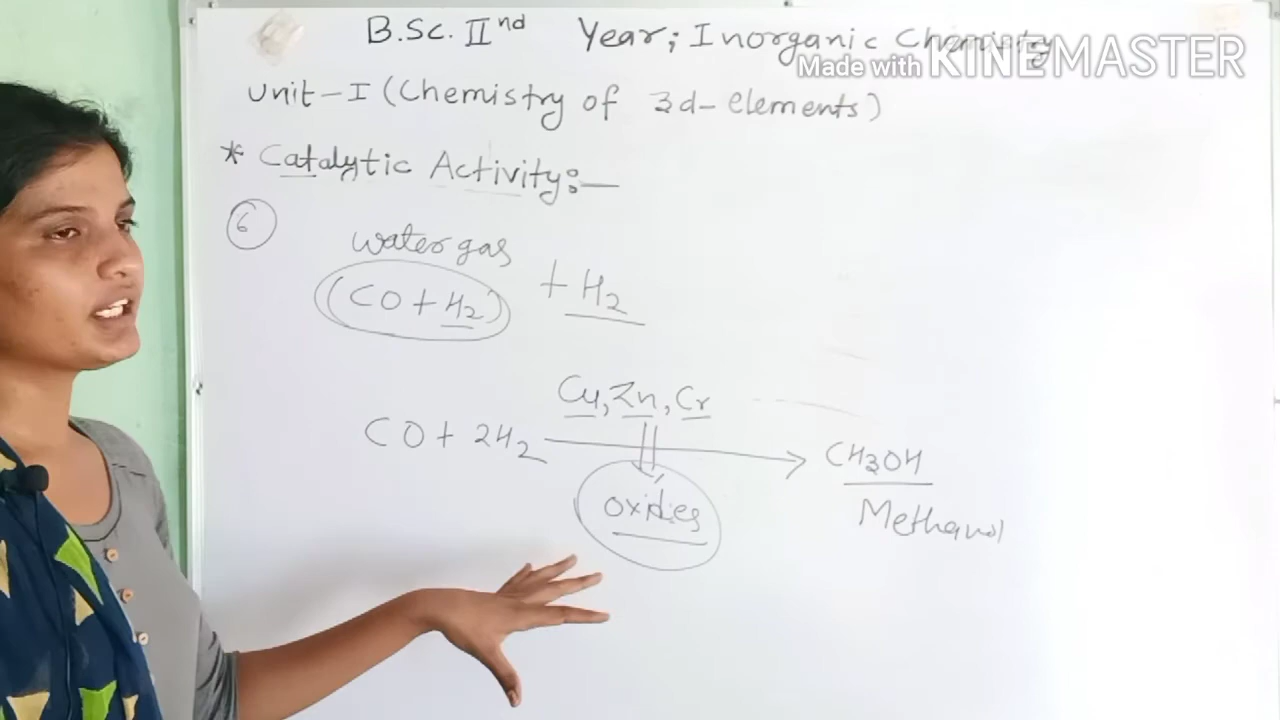 B.Sc. IInd Year; Inorganic Chemistry
Made with KINEMASTER
Unit-I (Chemistry of 3d-elements)
* Catalytic Activity:—
6
water gas
(CO + H2) + H2
Cu, Zn, Cr
CO + 2H2 → CH3OH
oxidies
Methanol